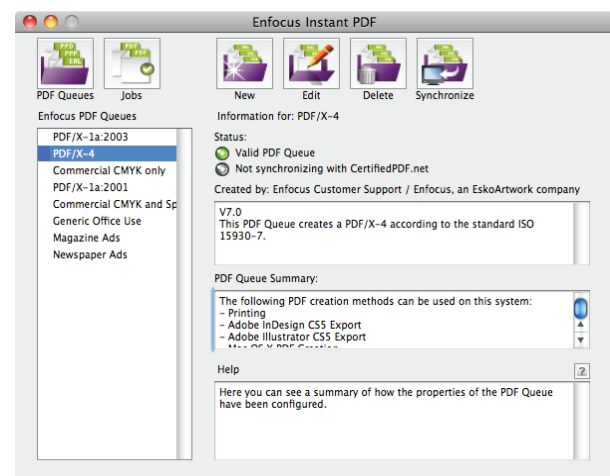 Enfocus Instant PDF
PDF Queues
Jobs
New
Edit
Delete
Synchronize
Enfocus PDF Queues
PDF/X-1a:2003
PDF/X-4
Commercial CMYK only
PDF/X-1a:2001
Commercial CMYK and Sp
Generic Office Use
Magazine Ads
Newspaper Ads
Information for: PDF/X-4
Status:
Valid PDF Queue
Not synchronizing with CertifiedPDF.net
Created by: Enfocus Customer Support / Enfocus, an EskoArtwork company
V7.0
This PDF Queue creates a PDF/X-4 according to the standard ISO
15930-7.
PDF Queue Summary:
The following PDF creation methods can be used on this system:
- Printing
- Adobe InDesign CS5 Export
- Adobe Illustrator CS5 Export
- Mac OS X PDF Creation
Help
?
Here you can see a summary of how the properties of the PDF Queue
have been configured.